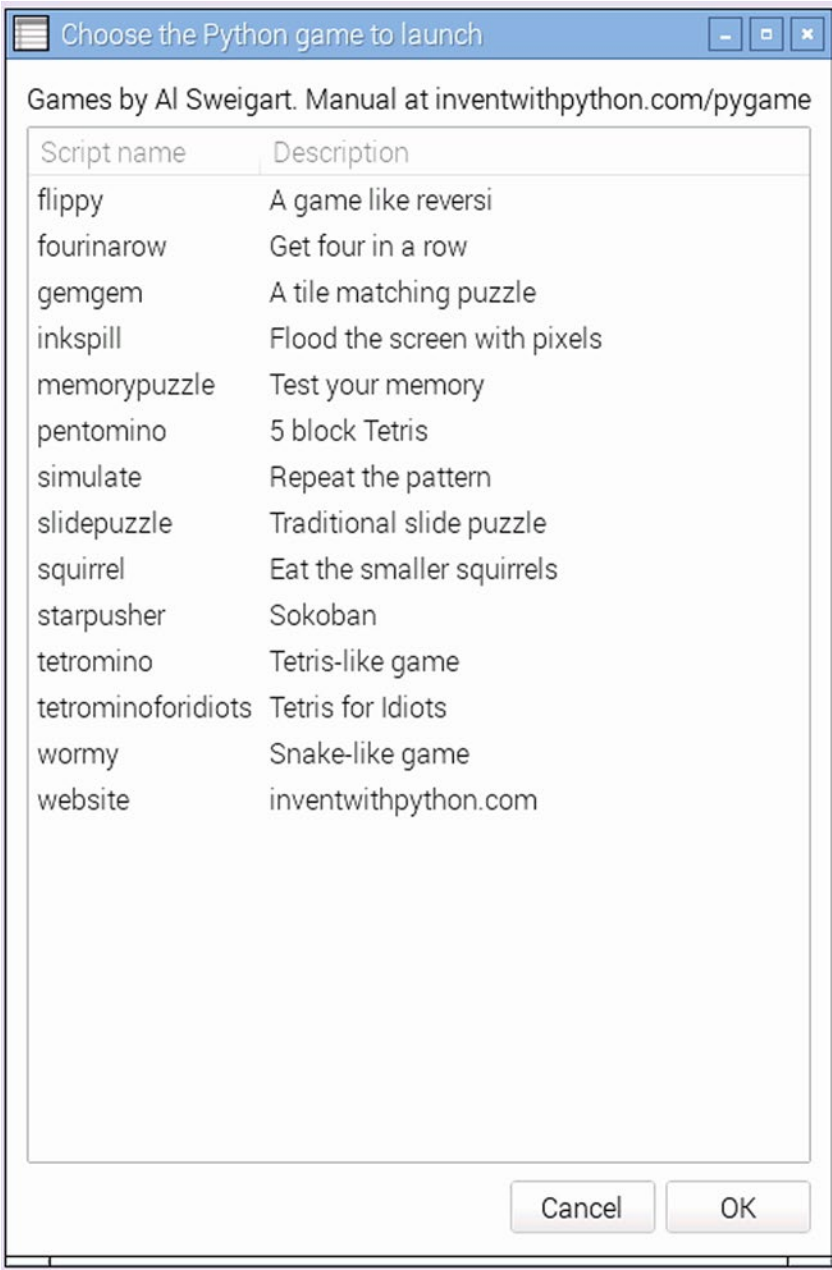 Choose the Python game to launch
Games by Al Sweigart. Manual at inventwithpython.com/pygame
Script name Description
flippy A game like reversi
fourinarow Get four in a row
gemgem A tile matching puzzle
inkspill Flood the screen with pixels
memorypuzzle Test your memory
pentomino 5 block Tetris
simulate Repeat the pattern
slidepuzzle Traditional slide puzzle
squirrel Eat the smaller squirrels
starpusher Sokoban
tetromino Tetris-like game
tetrominoforidiots Tetris for Idiots
wormy Snake-like game
website inventwithpython.com
Cancel OK